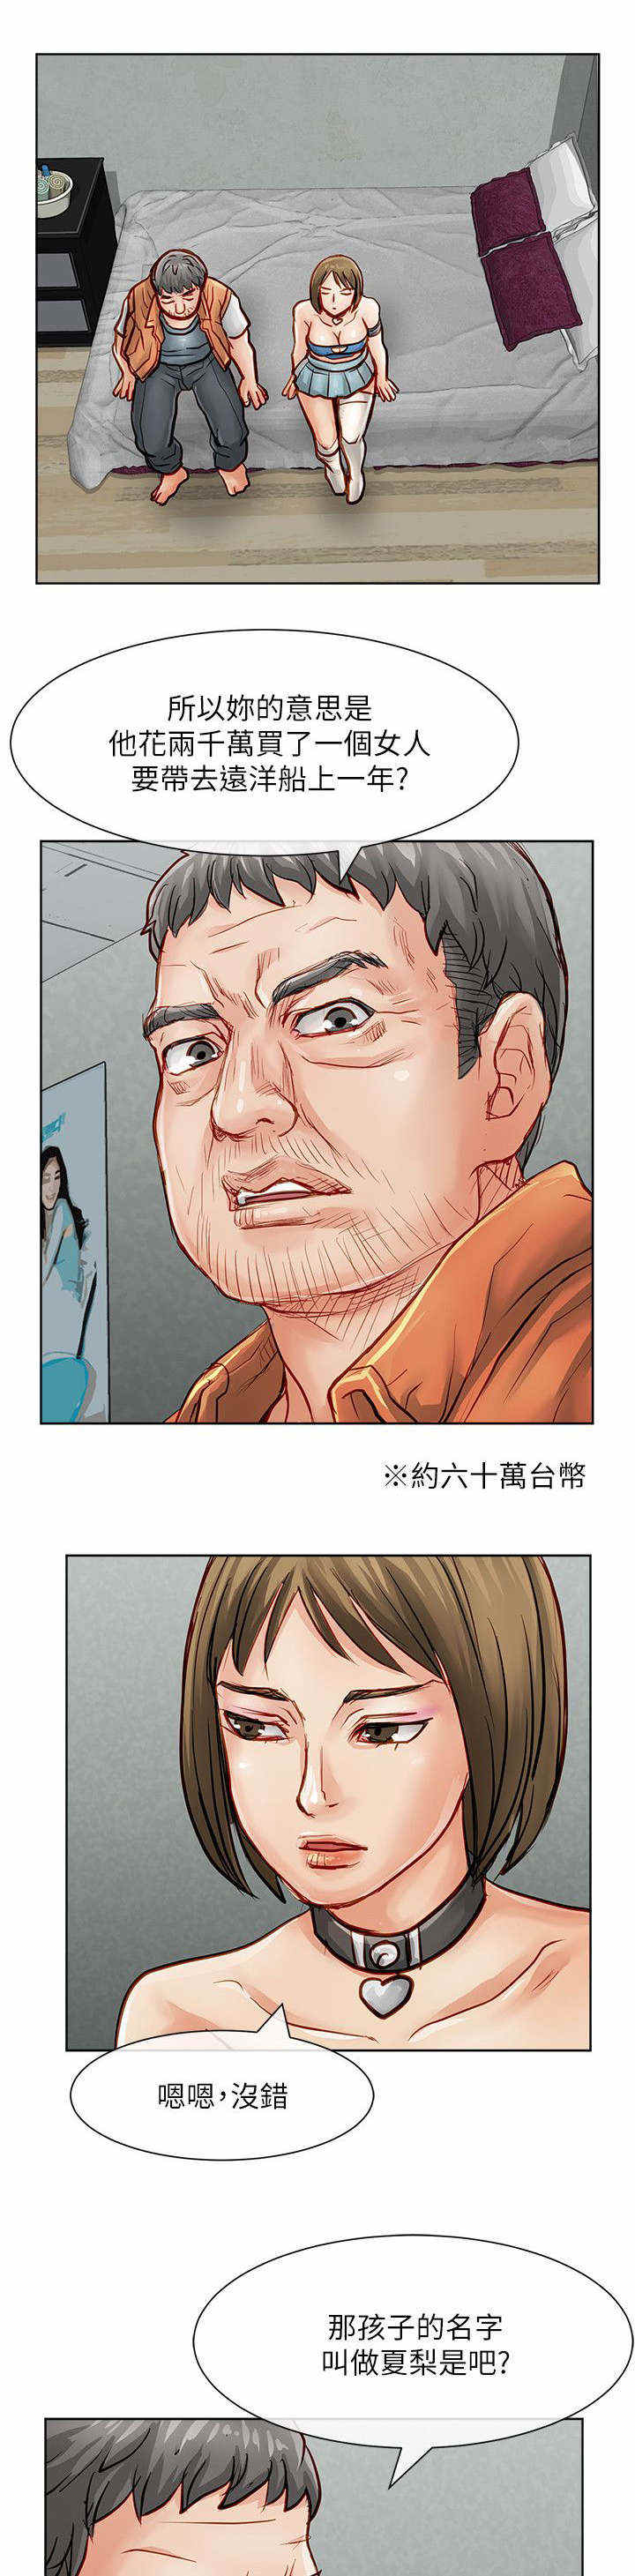 所以妳的意思是
他花兩千萬買了一個女人
要帶去遠洋船上一年?
※約六十萬台幣
嗯嗯,沒錯
那孩子的名字
叫做夏梨是吧?